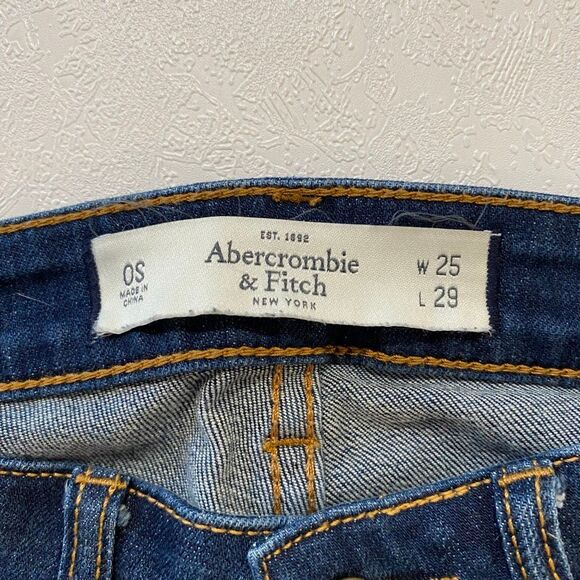 0S
MADE IN
CHINA
EST. 1892
Abercrombie
& Fitch
NEW YORK
W 25
L 29